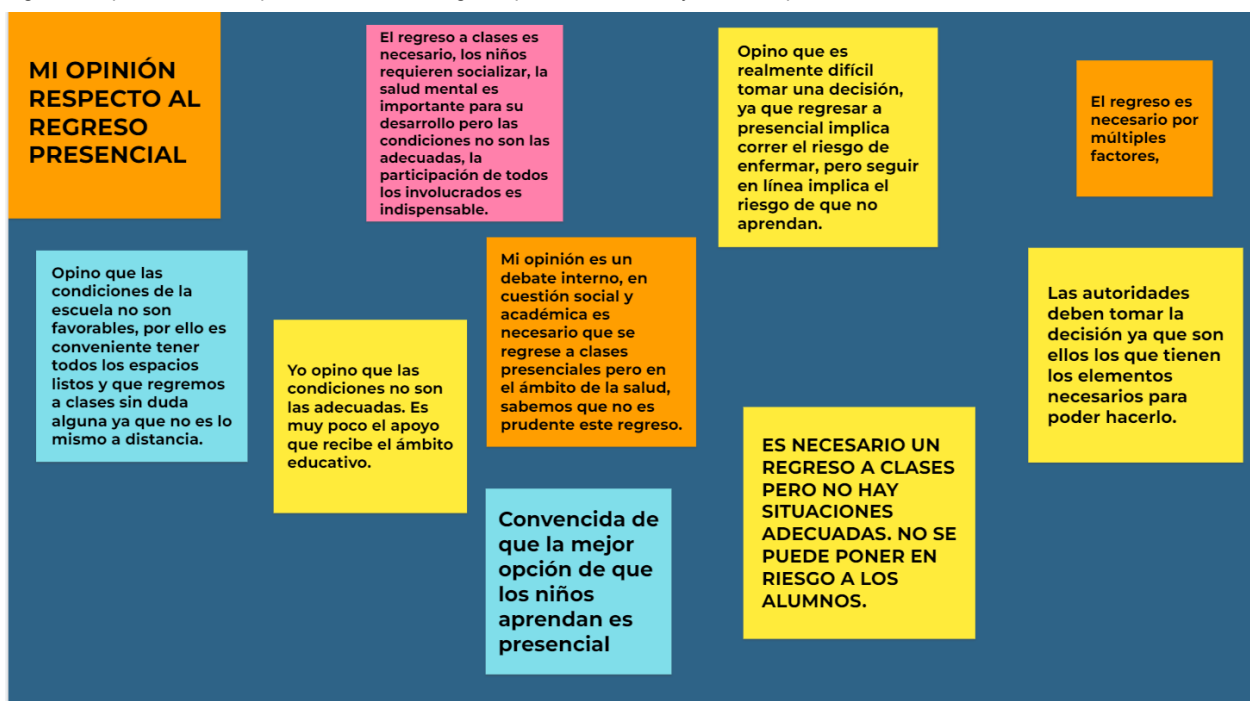 MI OPINIÓN
RESPECTO AL
REGRESO
PRESENCIAL
El regreso a clases es
necesario, los niños
requieren socializar, la
salud mental es
importante para su
desarrollo pero las
condiciones no son las
adecuadas, la
participación de todos
los involucrados es
indispensable.
Opino que es
realmente difícil
tomar una decisión,
ya que regresar a
presencial implica
correr el riesgo de
enfermar, pero seguir
en línea implica el
riesgo de que no
aprendan.
El regreso es
necesario por
múltiples
factores,
Opino que las
condiciones de la
escuela no son
favorables, por ello es
conveniente tener
todos los espacios
listos y que regremos
a clases sin duda
alguna ya que no es lo
mismo a distancia.
Yo opino que las
condiciones no son
las adecuadas. Es
muy poco el apoyo
que recibe el ámbito
educativo.
Mi opinión es un
debate interno, en
cuestión social y
académica es
necesario que se
regrese a clases
presenciales pero en
el ámbito de la salud,
sabemos que no es
prudente este regreso.
Las autoridades
deben tomar la
decisión ya que son
ellos los que tienen
los elementos
necesarios para
poder hacerlo.
Convencida de
que la mejor
opción de que
los niños
aprendan es
presencial
ES NECESARIO UN
REGRESO A CLASES
PERO NO HAY
SITUACIONES
ADECUADAS. NO SE
PUEDE PONER EN
RIESGO A LOS
ALUMNOS.